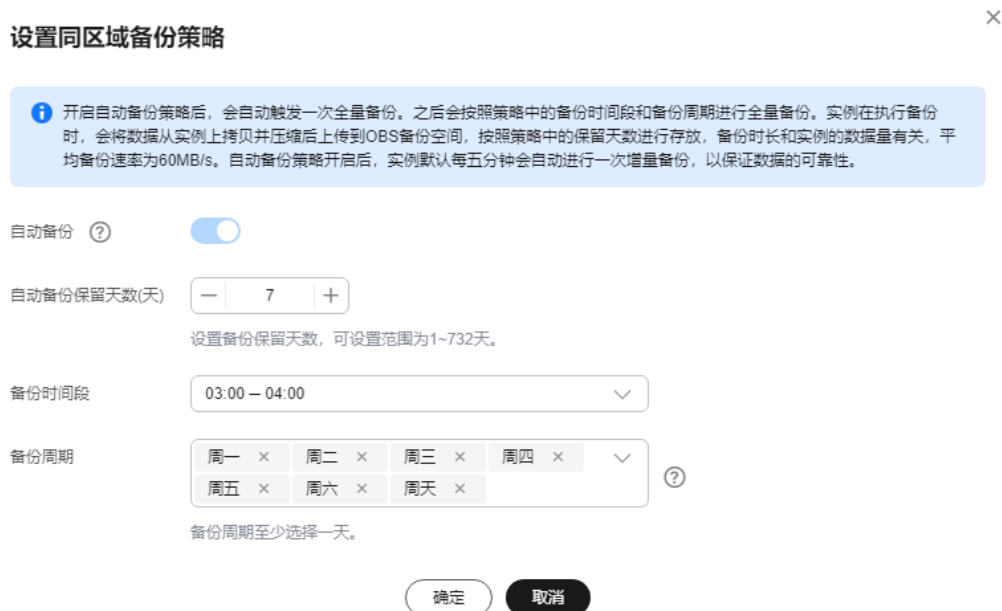 设置同区域备份策略
开启自动备份策略后，会自动触发一次全量备份。之后会按照策略中的备份时间段和备份周期进行全量备份。实例在执行备份
时，会将数据从实例上拷贝并压缩后上传到OBS备份空间，按照策略中的保留天数进行存放，备份时长和实例的数据量有关，平
均备份速率为60MB/s。自动备份策略开启后，实例默认每五分钟会自动进行一次增量备份，以保证数据的可靠性。
自动备份
自动备份保留天数(天) 7
设置备份保留天数，可设置范围为1~732天。
备份时间段 03:00 — 04:00
备份周期 周一 × 周二 × 周三 × 周四 ×
周五 × 周六 × 周天 ×
备份周期至少选择一天。
确定 取消